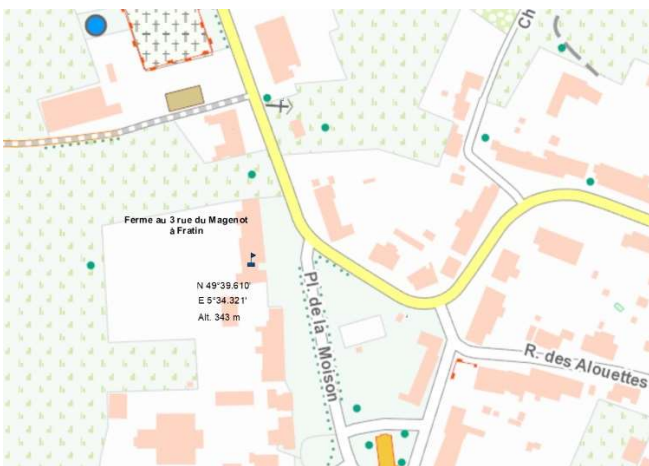 Ch
Ferme au 3 rue du Magenot
à Fratin
N 49°39.610'
E 5°34.321'
Alt. 343 m
Pl. de la Moison
R. des Alouettes